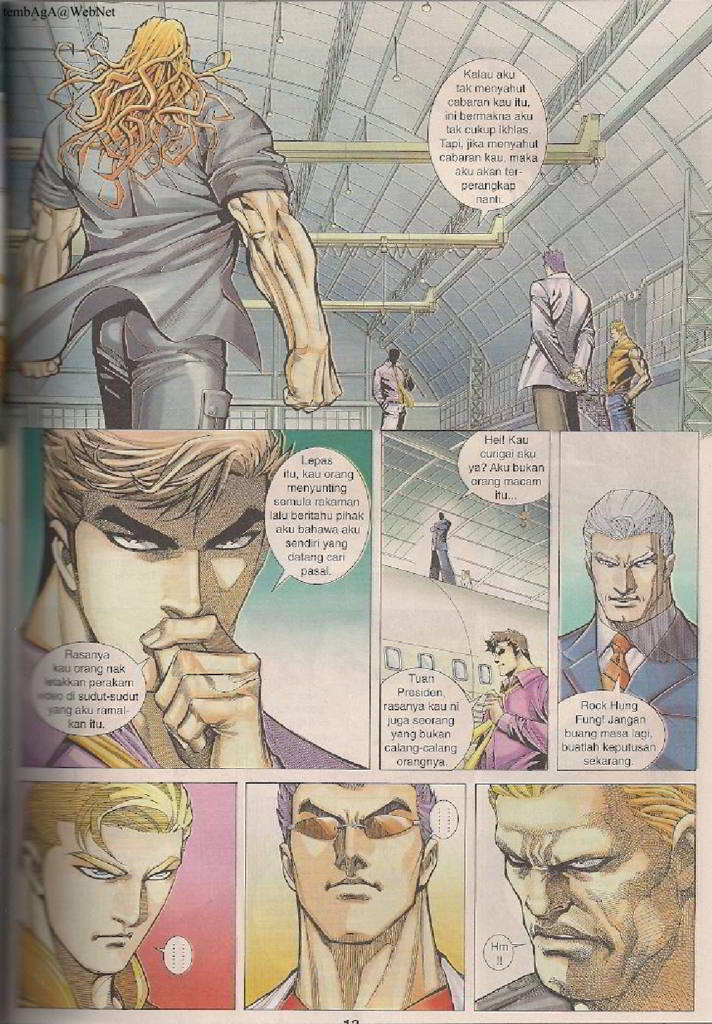 tembAgA@WebNet
Kalau aku
tak menyahut
cabaran kau itu,
ini bermakna aku
tak cukup ikhlas.
Tapi, jika menyahut
cabaran kau, maka
aku akan ter-
perangkap
nanti.
Lepas
itu, kau orang
menyunting
semula rakaman
lalu beritahu pihak
aku bahawa aku
sendiri yang
datang cari
pasal.
Rasanya
kau orang nak
letakkan perakam
video di sudut-sudut
yang aku ramal-
kan itu.
Hei! Kau
curigai aku
ya? Aku bukan
orang macam
itu...
Tuan
Presiden,
rasanya kau ni
juga seorang
yang bukan
calang-calang
orangnya.
Rock Hung
Fung! Jangan
buang masa lagi,
buatlah keputusan
sekarang.
......
......
Hm
!!
12